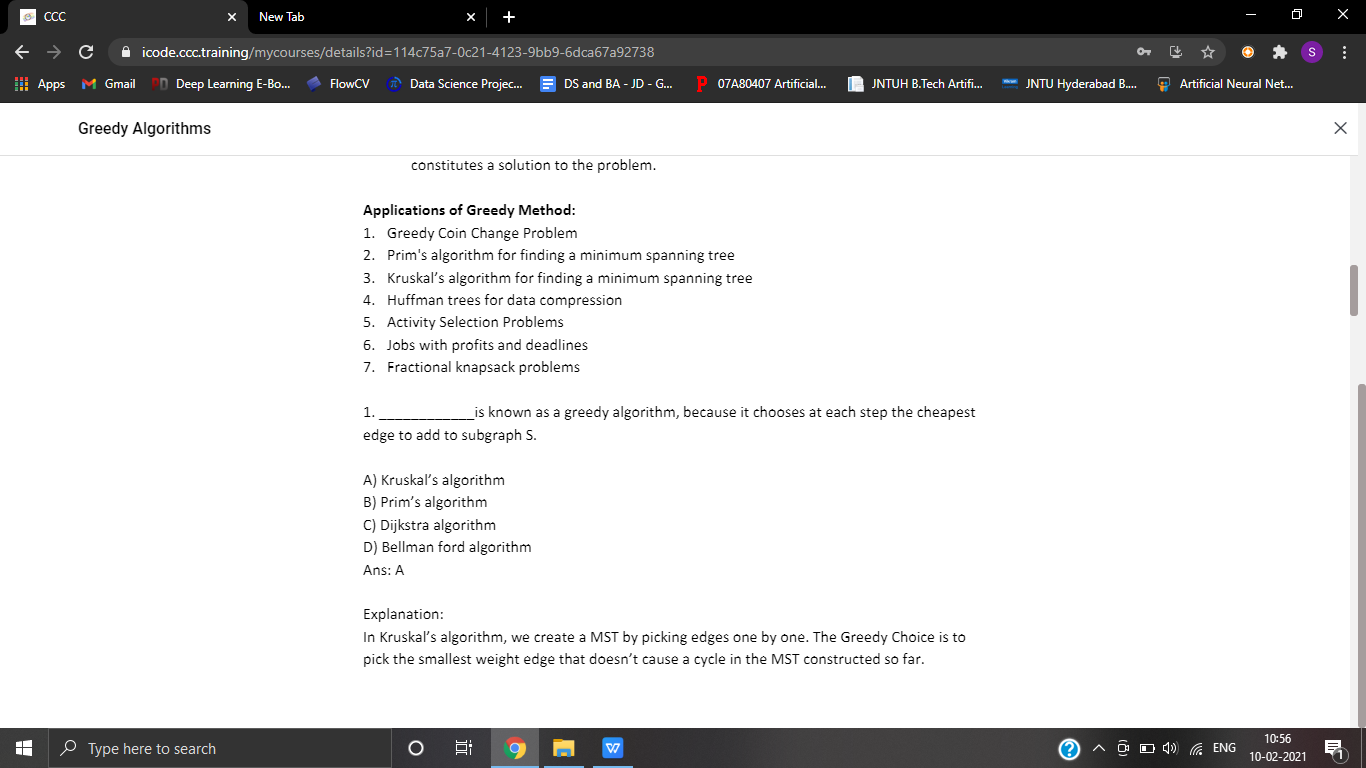 CCC
New Tab
icode.ccc.training/mycourses/details?id=114c75a7-0c21-4123-9bb9-6dca67a92738
S
Apps Gmail Deep Learning E-Bo... FlowCV Data Science Projec... DS and BA - JD - G... 07A80407 Artificial... JNTUH B.Tech Artifi... JNTU Hyderabad B.... Artificial Neural Net...
Greedy Algorithms
constitutes a solution to the problem.
Applications of Greedy Method:
1. Greedy Coin Change Problem
2. Prim's algorithm for finding a minimum spanning tree
3. Kruskal’s algorithm for finding a minimum spanning tree
4. Huffman trees for data compression
5. Activity Selection Problems
6. Jobs with profits and deadlines
7. Fractional knapsack problems
1. ____________is known as a greedy algorithm, because it chooses at each step the cheapest
edge to add to subgraph S.
A) Kruskal’s algorithm
B) Prim’s algorithm
C) Dijkstra algorithm
D) Bellman ford algorithm
Ans: A
Explanation:
In Kruskal’s algorithm, we create a MST by picking edges one by one. The Greedy Choice is to
pick the smallest weight edge that doesn’t cause a cycle in the MST constructed so far.
Type here to search
ENG
10:56
10-02-2021
1